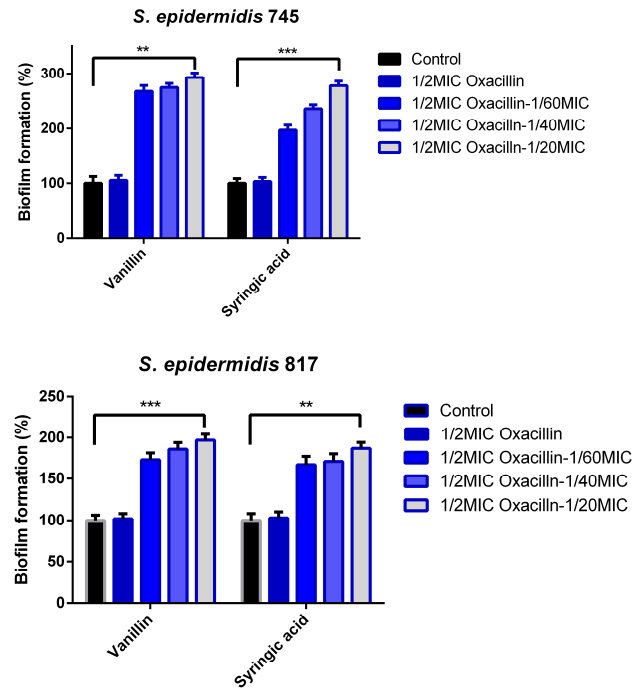 S. epidermidis 745
Biofilm formation (%)
300
200
100
0
**
***
Vanillin
Syringic acid
Control
1/2MIC Oxacillin
1/2MIC Oxacillin-1/60MIC
1/2MIC Oxacilln-1/40MIC
1/2MIC Oxacilln-1/20MIC
S. epidermidis 817
Biofilm formation (%)
250
200
150
100
50
0
***
**
Vanillin
Syringic acid
Control
1/2MIC Oxacillin
1/2MIC Oxacillin-1/60MIC
1/2MIC Oxacilln-1/40MIC
1/2MIC Oxacilln-1/20MIC